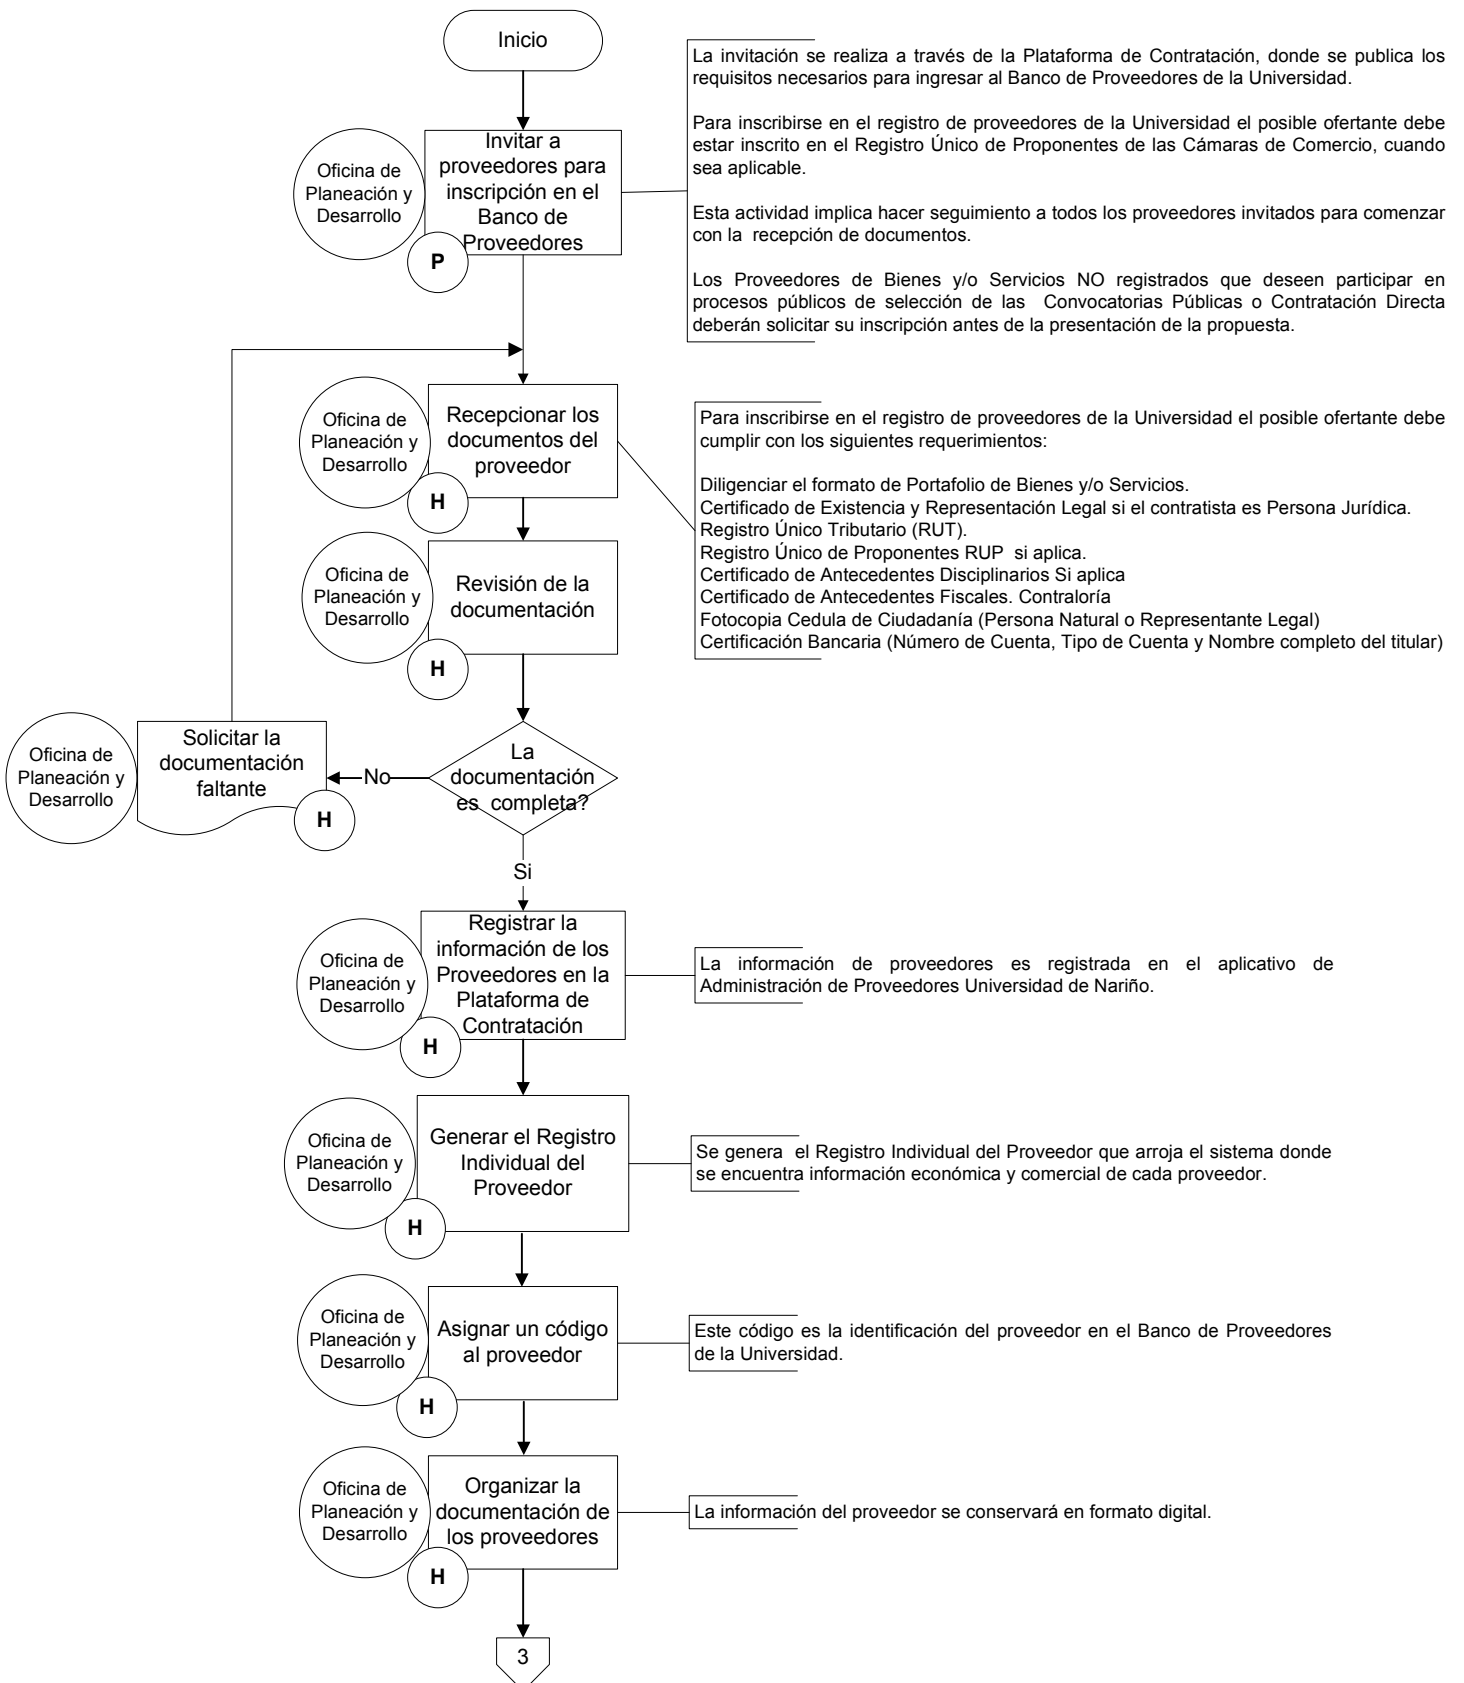 Inicio
La invitación se realiza a través de la Plataforma de Contratación, donde se publica los
requisitos necesarios para ingresar al Banco de Proveedores de la Universidad.
Para inscribirse en el registro de proveedores de la Universidad el posible ofertante debe
estar inscrito en el Registro Único de Proponentes de las Cámaras de Comercio, cuando
sea aplicable.
Esta actividad implica hacer seguimiento a todos los proveedores invitados para comenzar
con la recepción de documentos.
Los Proveedores de Bienes y/o Servicios NO registrados que deseen participar en
procesos públicos de selección de las Convocatorias Públicas o Contratación Directa
deberán solicitar su inscripción antes de la presentación de la propuesta.
Oficina de
Planeación y
Desarrollo
Invitar a
proveedores para
inscripción en el
Banco de
Proveedores
P
Oficina de
Planeación y
Desarrollo
Recepcionar los
documentos del
proveedor
H
Para inscribirse en el registro de proveedores de la Universidad el posible ofertante debe
cumplir con los siguientes requerimientos:
Diligenciar el formato de Portafolio de Bienes y/o Servicios.
Certificado de Existencia y Representación Legal si el contratista es Persona Jurídica.
Registro Único Tributario (RUT).
Registro Único de Proponentes RUP si aplica.
Certificado de Antecedentes Disciplinarios Si aplica
Certificado de Antecedentes Fiscales. Contraloría
Fotocopia Cedula de Ciudadanía (Persona Natural o Representante Legal)
Certificación Bancaria (Número de Cuenta, Tipo de Cuenta y Nombre completo del titular)
Oficina de
Planeación y
Desarrollo
Revisión de la
documentación
H
Oficina de
Planeación y
Desarrollo
Solicitar la
documentación
faltante
H
No
La
documentación
es completa?
Si
Oficina de
Planeación y
Desarrollo
Registrar la
información de los
Proveedores en la
Plataforma de
Contratación
H
La información de proveedores es registrada en el aplicativo de
Administración de Proveedores Universidad de Nariño.
Oficina de
Planeación y
Desarrollo
Generar el Registro
Individual del
Proveedor
H
Se genera el Registro Individual del Proveedor que arroja el sistema donde
se encuentra información económica y comercial de cada proveedor.
Oficina de
Planeación y
Desarrollo
Asignar un código
al proveedor
H
Este código es la identificación del proveedor en el Banco de Proveedores
de la Universidad.
Oficina de
Planeación y
Desarrollo
Organizar la
documentación de
los proveedores
H
La información del proveedor se conservará en formato digital.
3